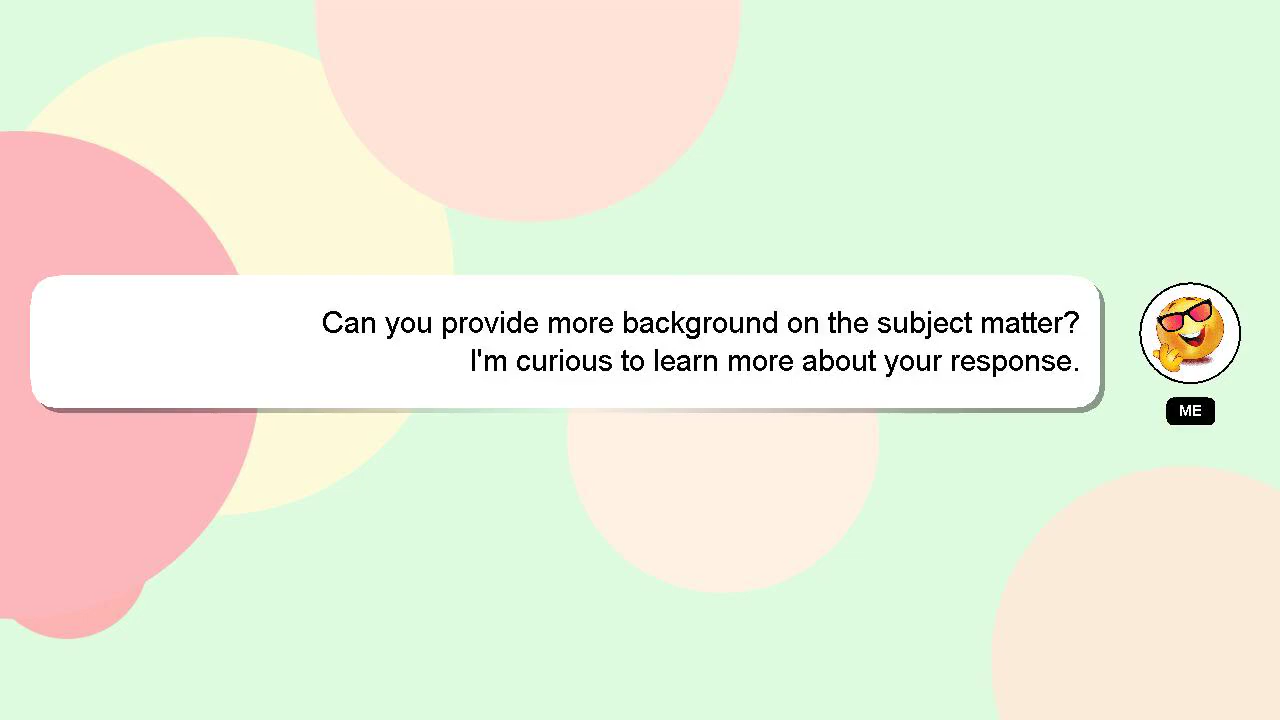 Can you provide more background on the subject matter?
I'm curious to learn more about your response.
ME